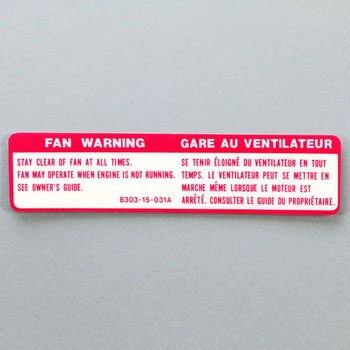 FAN WARNING
STAY CLEAR OF FAN AT ALL TIMES.
FAN MAY OPERATE WHEN ENGINE IS NOT RUNNING.
SEE OWNER'S GUIDE.
B303-15-031A
GARE AU VENTILATEUR
SE TENIR ÉLOIGNÉ DU VENTILATEUR EN TOUT
TEMPS. LE VENTILATEUR PEUT SE METTRE EN
MARCHE MÊME LORSQUE LE MOTEUR EST
ARRÊTÉ. CONSULTER LE GUIDE DU PROPRIÉTAIRE.